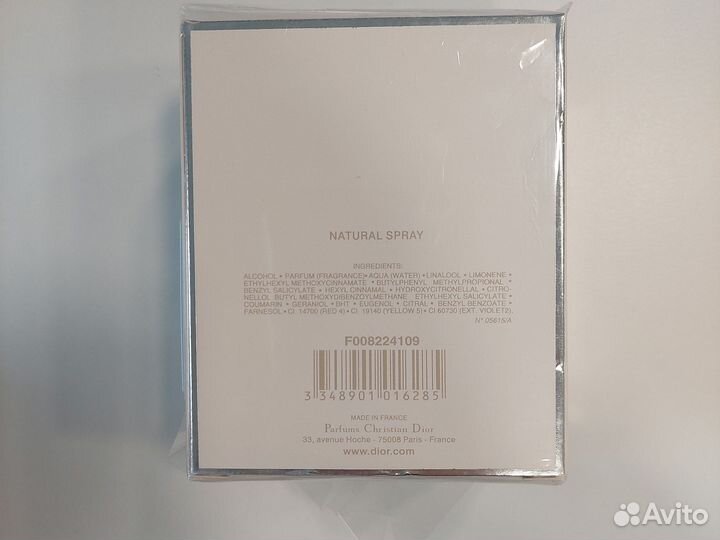 NATURAL SPRAY
INGREDIENTS:
ALCOHOL • PARFUM (FRAGRANCE) • AQUA (WATER) • LINALOOL • LIMONENE •
ETHYLHEXYL METHOXYCINNAMATE • BUTYLPHENYL METHYLPROPIONAL •
BENZYL SALICYLATE • HEXYL CINNAMAL • HYDROXYCITRONELLAL • CITRO-
NELLOL BUTYL METHOXYDIBENZOYLMETHANE ETHYLHEXYL SALICYLATE •
COUMARIN • GERANIOL • BHT • EUGENOL • CITRAL • BENZYL BENZOATE •
FARNESOL • CI 14700 (RED 4) • CI 19140 (YELLOW 5) • CI 60730 (EXT. VIOLET2).
N° 05615/A
F008224109
3 348901 016285
MADE IN FRANCE
Parfums Christian Dior
33, avenue Hoche - 75008 Paris - France
www.dior.com
Avito